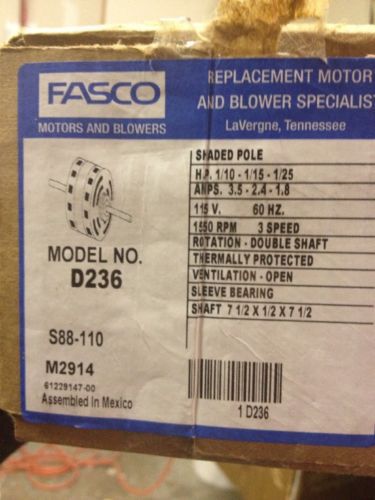 FASCO
MOTORS AND BLOWERS
REPLACEMENT MOTOR
AND BLOWER SPECIALIST
LaVergne, Tennessee
MODEL NO.
D236
S88-110
M2914
61229147-00
Assembled in Mexico
SHADED POLE
H.P. 1/10 - 1/15 - 1/25
AMPS. 3.5 - 2.4 - 1.8
115 V. 60 HZ.
1550 RPM 3 SPEED
ROTATION - DOUBLE SHAFT
THERMALLY PROTECTED
VENTILATION - OPEN
SLEEVE BEARING
SHAFT 7 1/2 X 1/2 X 7 1/2
1 D236